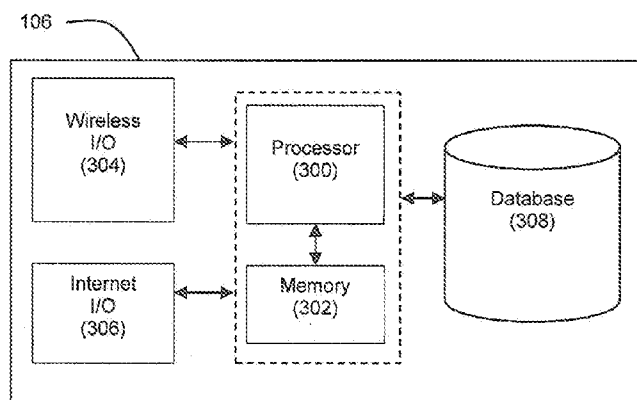 106
Wireless
I/O
(304)
Processor
(300)
Database
(308)
Internet
I/O
(306)
Memory
(302)